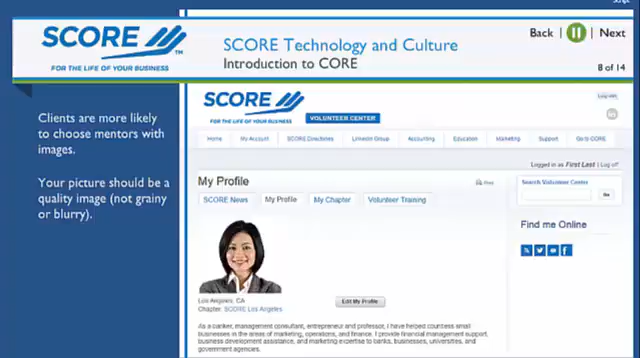 Script
SCORE
TM
FOR THE LIFE OF YOUR BUSINESS
SCORE Technology and Culture
Introduction to CORE
Back | | Next
8 of 14
Clients are more likely
to choose mentors with
images.
Your picture should be a
quality image (not grainy
or blurry).
SCORE
FOR THE LIFE OF YOUR BUSINESS
VOLUNTEER CENTER
Home My Account SCORE Directories LinkedIn Group Accounting Education Marketing Support Go to CORE
Logged in as First Last | Log off
My Profile
Print
SCORE News My Profile My Chapter Volunteer Training
Search Volunteer Center
Go
Find me Online
Los Angeles, CA
Chapter: SCORE Los Angeles
Edit My Profile
As a banker, management consultant, entrepreneur and professor, I have helped countless small
businesses in the areas of marketing, operations, and finance. I provide financial management support,
business development assistance, and marketing expertise to banks, businesses, universities, and
government agencies.